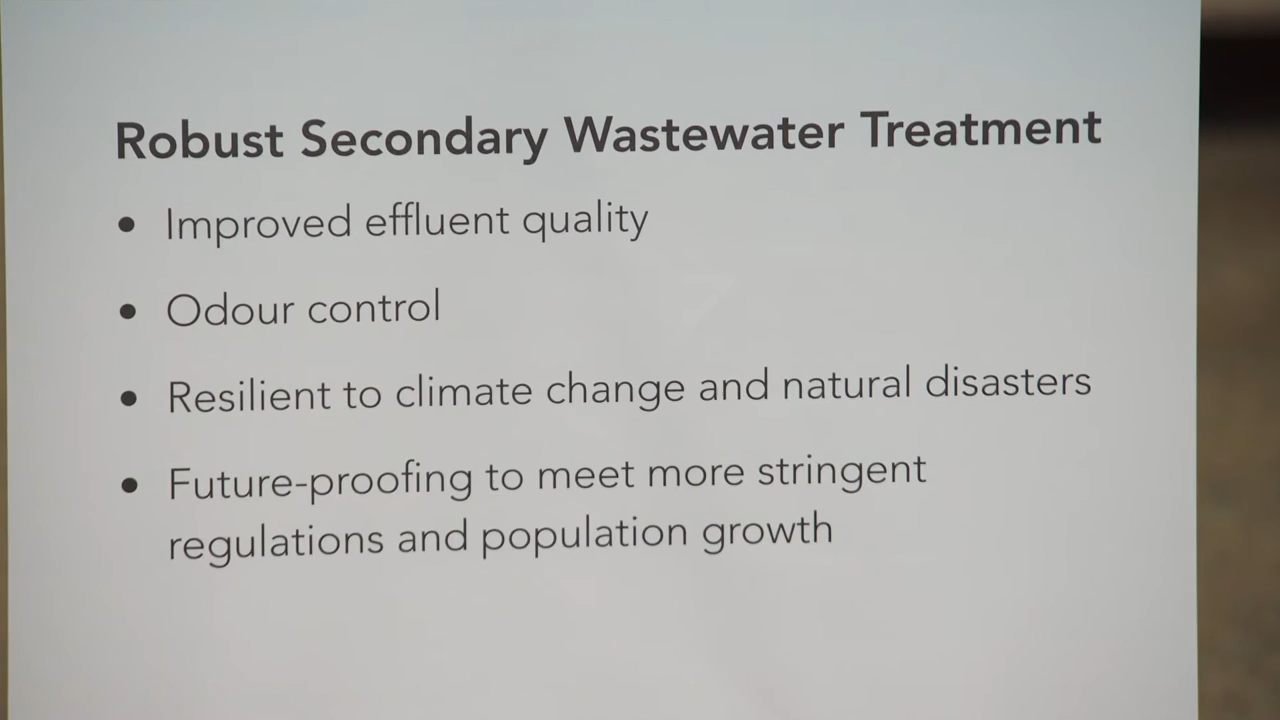 Robust Secondary Wastewater Treatment
• Improved effluent quality
• Odour control
• Resilient to climate change and natural disasters
• Future-proofing to meet more stringent
regulations and population growth